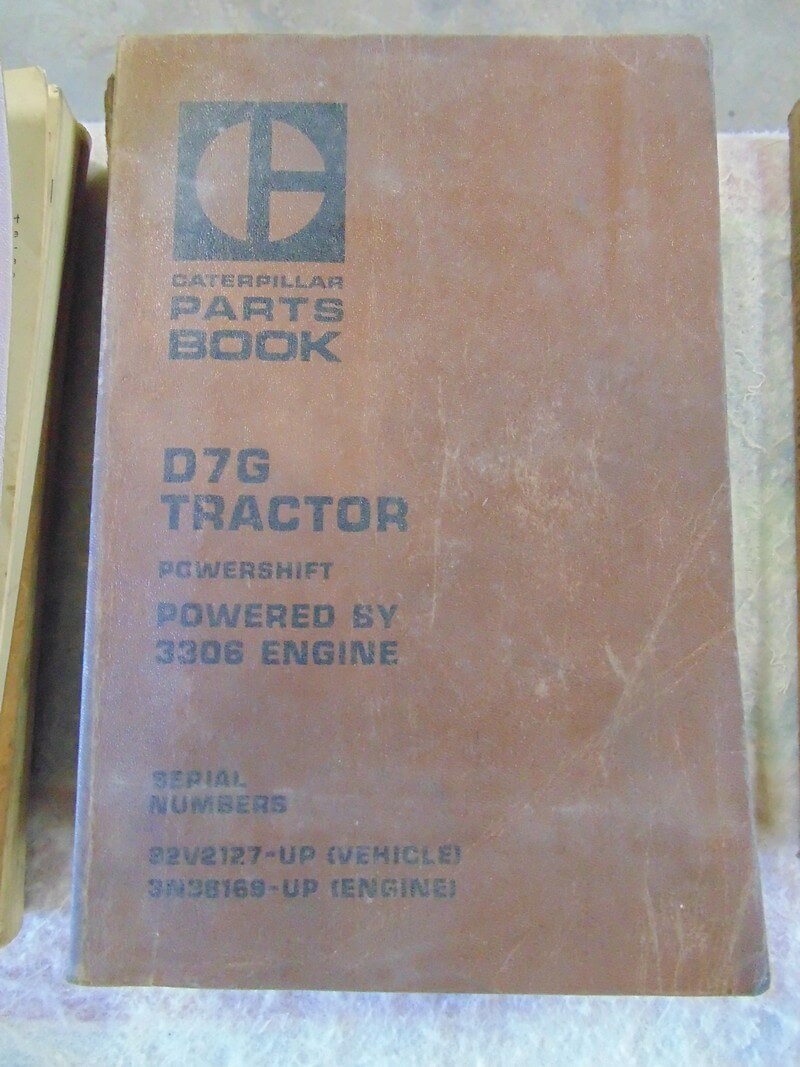 CATERPILLAR
PARTS
BOOK
D7G
TRACTOR
POWERSHIFT
POWERED BY
3306 ENGINE
SERIAL
NUMBERS
92V2127-UP (VEHICLE)
3N38169-UP (ENGINE)